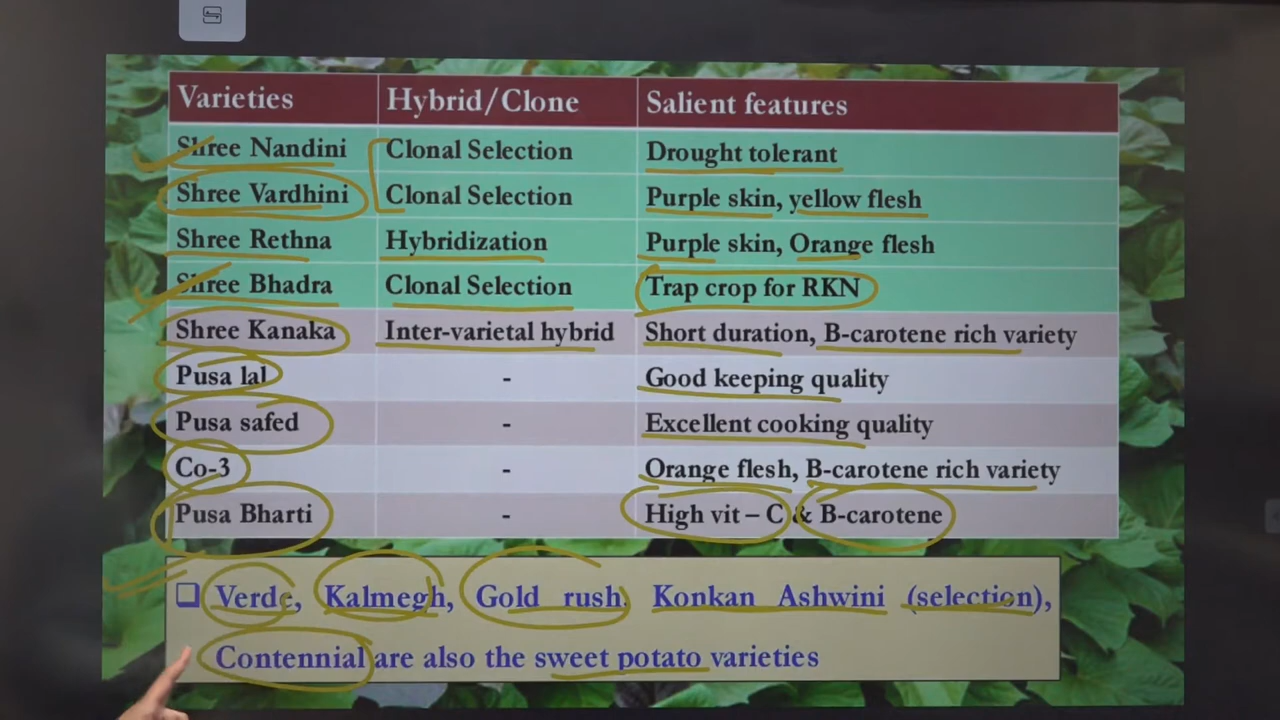 Varieties Hybrid/Clone Salient features
Shree Nandini Clonal Selection Drought tolerant
Shree Vardhini Clonal Selection Purple skin, yellow flesh
Shree Rethna Hybridization Purple skin, Orange flesh
Shree Bhadra Clonal Selection Trap crop for RKN
Shree Kanaka Inter-varietal hybrid Short duration, B-carotene rich variety
Pusa lal - Good keeping quality
Pusa safed - Excellent cooking quality
Co-3 - Orange flesh, B-carotene rich variety
Pusa Bharti - High vit – C & B-carotene
❑ Verde, Kalmegh, Gold rush, Konkan Ashwini (selection),
Contennial are also the sweet potato varieties